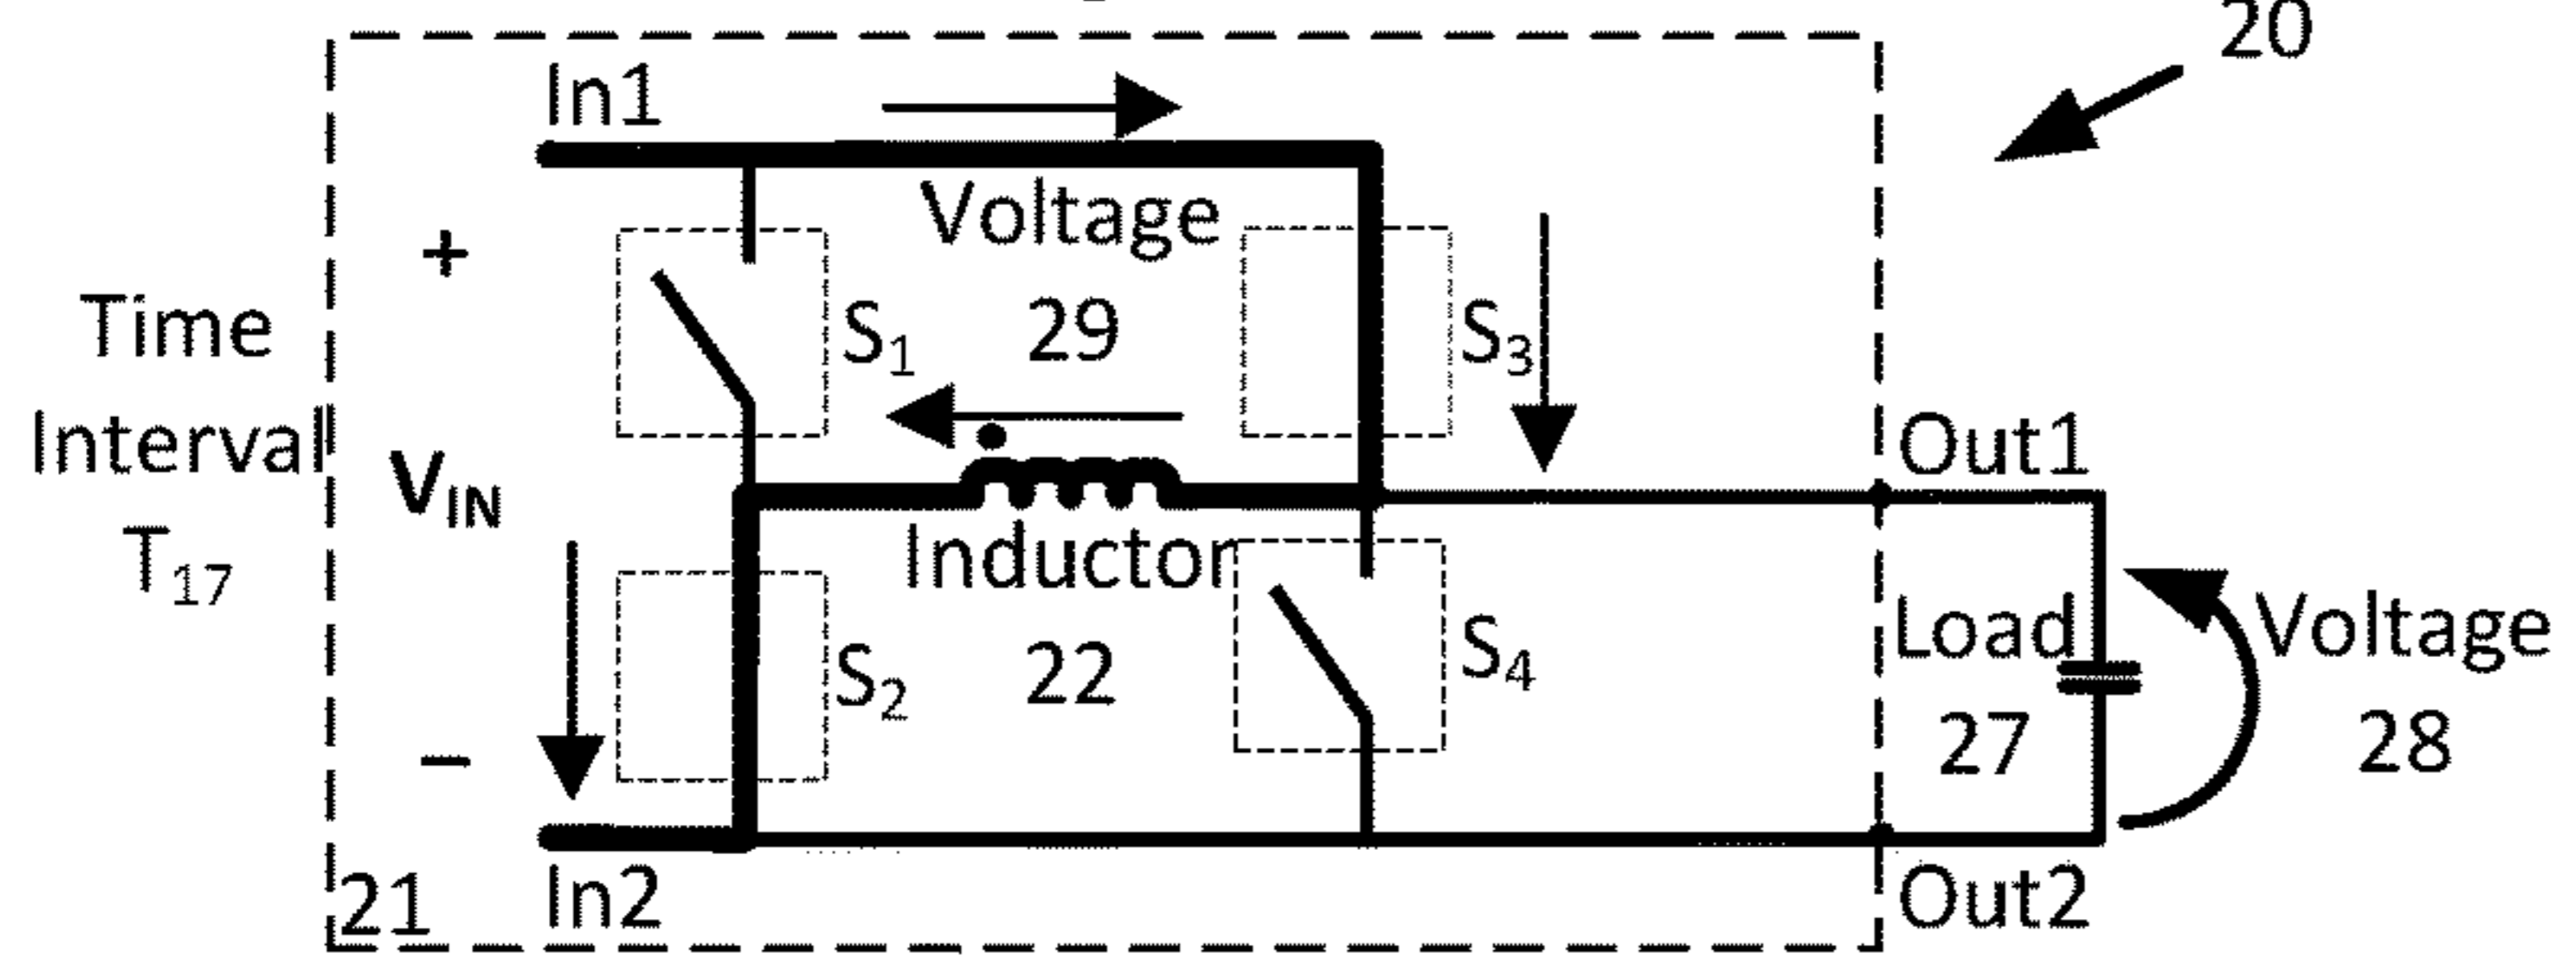 20
In1
Voltage
29
+
S1
S3
Time
Interval
T17
VIN
Out1
Inductor
22
S2
S4
Load
27
Voltage
28
−
21
In2
Out2